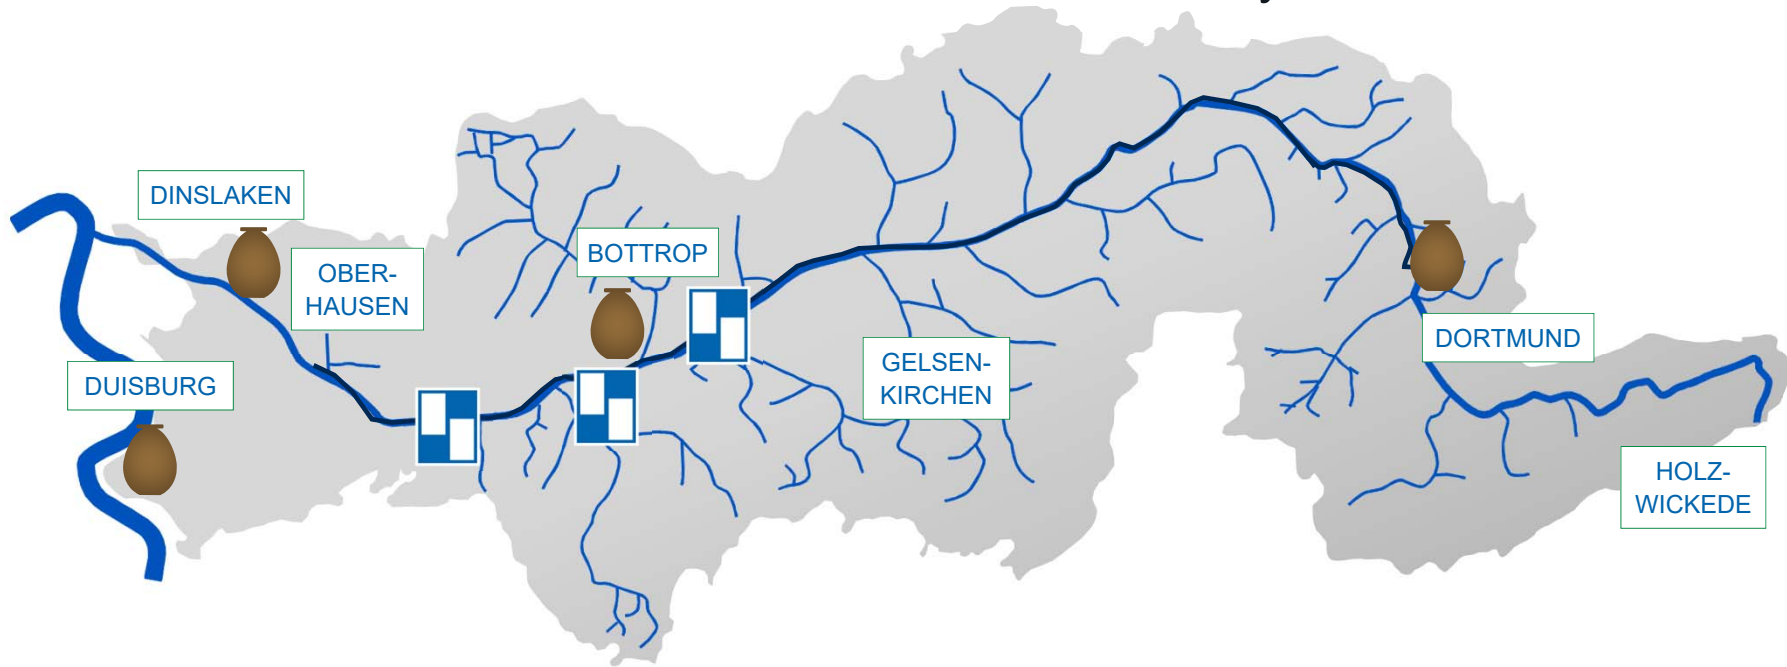 DINSLAKEN
OBER-
HAUSEN
BOTTROP
DUISBURG
GELSEN-
KIRCHEN
DORTMUND
HOLZ-
WICKEDE